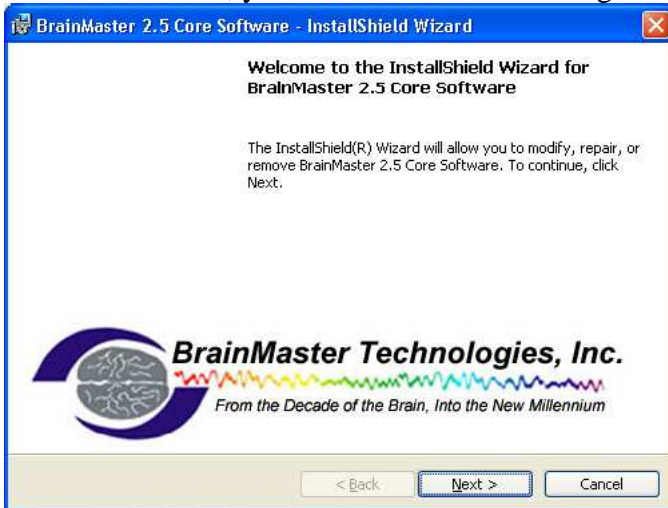 BrainMaster 2.5 Core Software - InstallShield Wizard
Welcome to the InstallShield Wizard for
BrainMaster 2.5 Core Software
The InstallShield(R) Wizard will allow you to modify, repair, or
remove BrainMaster 2.5 Core Software. To continue, click
Next.
BrainMaster Technologies, Inc.
From the Decade of the Brain, Into the New Millennium
< Back Next > Cancel